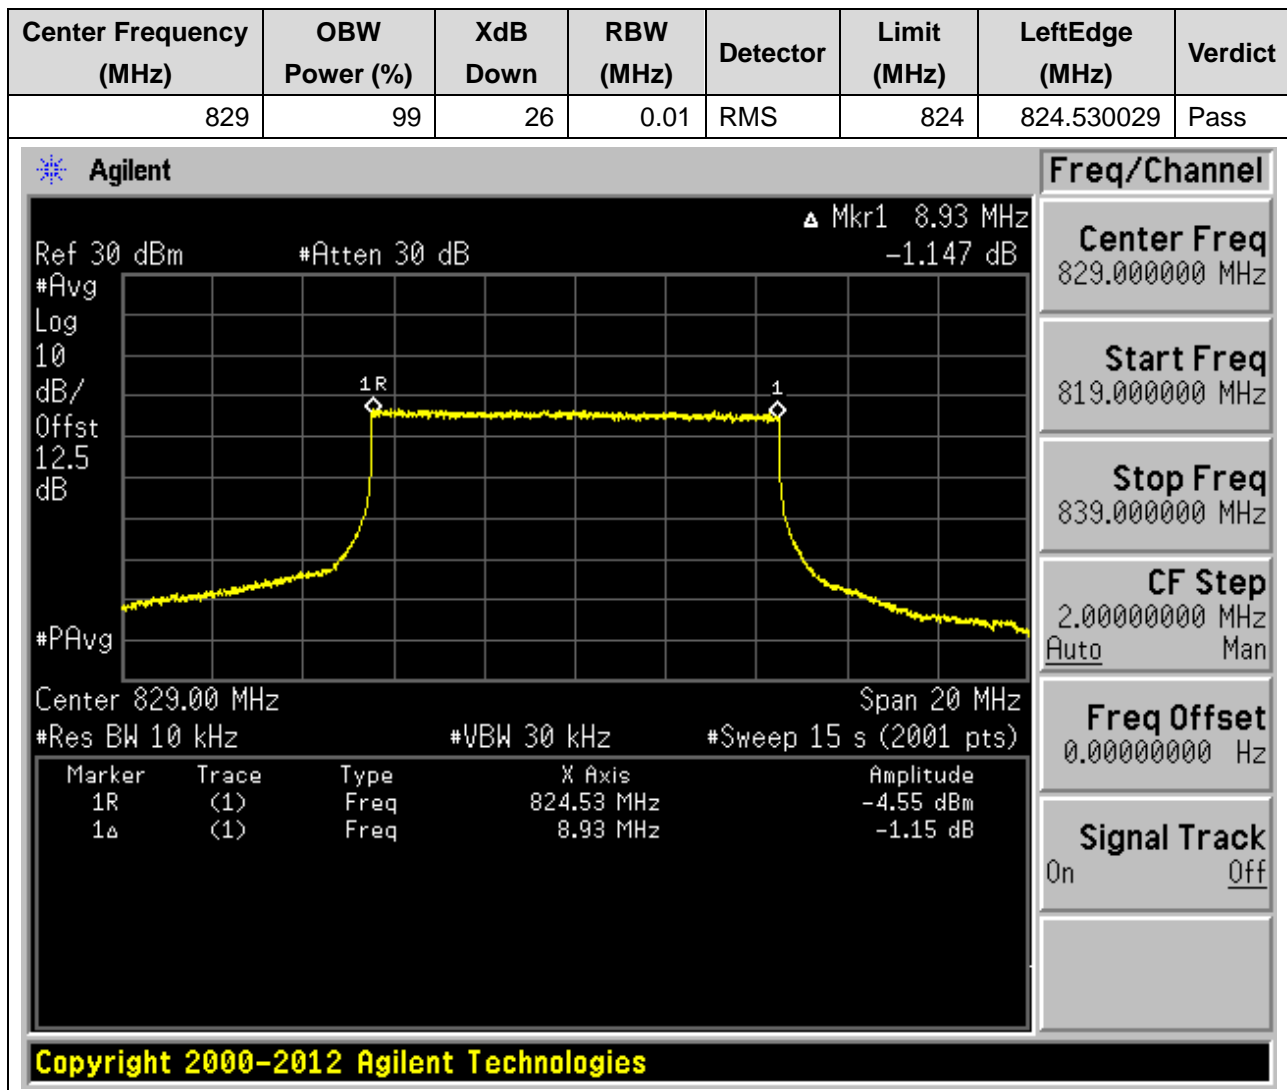 Center Frequency (MHz) OBW Power (%) XdB Down RBW (MHz) Detector Limit (MHz) LeftEdge (MHz) Verdict
829 99 26 0.01 RMS 824 824.530029 Pass
Agilent
Freq/Channel
Δ Mkr1 8.93 MHz
Ref 30 dBm #Atten 30 dB -1.147 dB
#Avg
Log
10
dB/
Offst
12.5
dB
1R
1
#PAvg
Center 829.00 MHz Span 20 MHz
#Res BW 10 kHz #VBW 30 kHz #Sweep 15 s (2001 pts)
Marker Trace Type X Axis Amplitude
1R (1) Freq 824.53 MHz -4.55 dBm
1Δ (1) Freq 8.93 MHz -1.15 dB
Center Freq
829.000000 MHz
Start Freq
819.000000 MHz
Stop Freq
839.000000 MHz
CF Step
2.00000000 MHz
Auto Man
Freq Offset
0.00000000 Hz
Signal Track
On Off
Copyright 2000-2012 Agilent Technologies